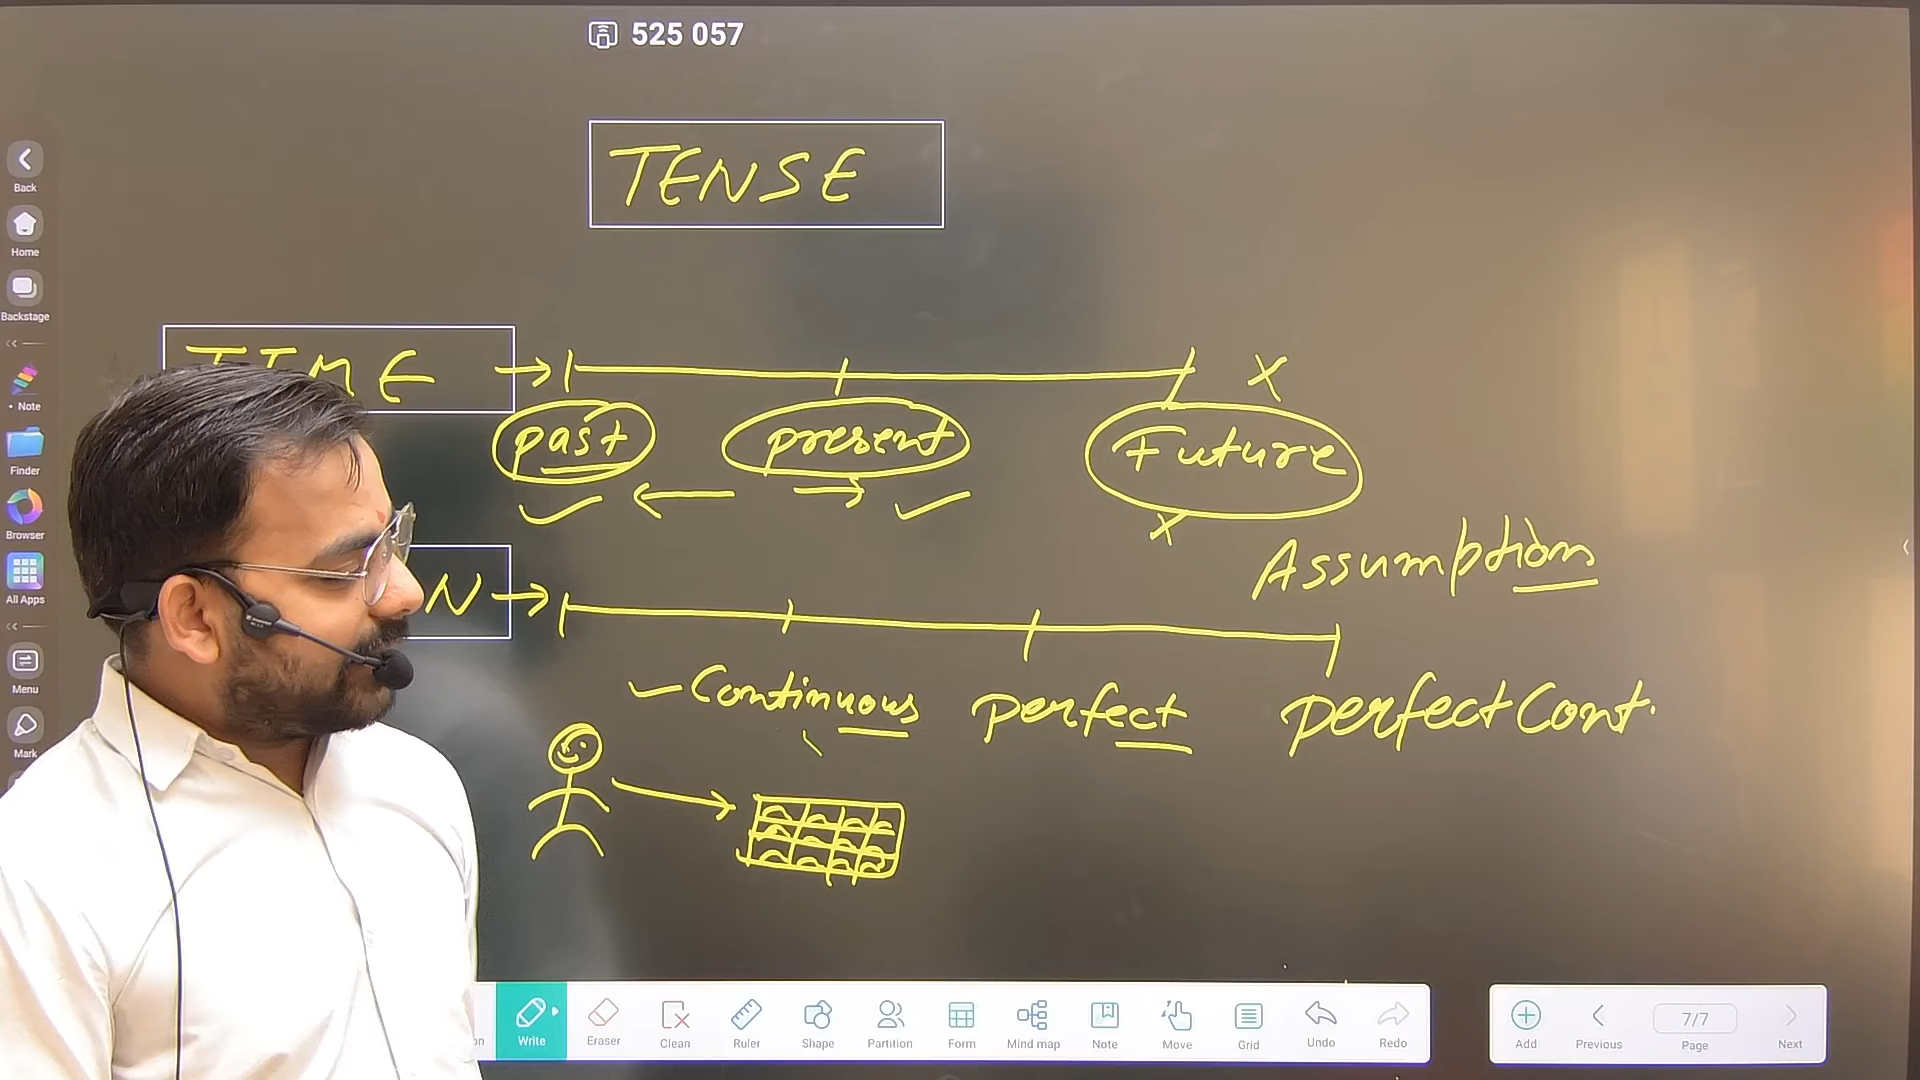 525 057
TENSE
TIME
past present Future
Assumption
N
Continuous perfect perfect Cont.
Back
Home
Backstage
Note
Finder
Browser
All Apps
Menu
Mark
Write Eraser Clean Ruler Shape Partition Form Mind map Note Move Grid Undo Redo
Add Previous 7/7 Page Next